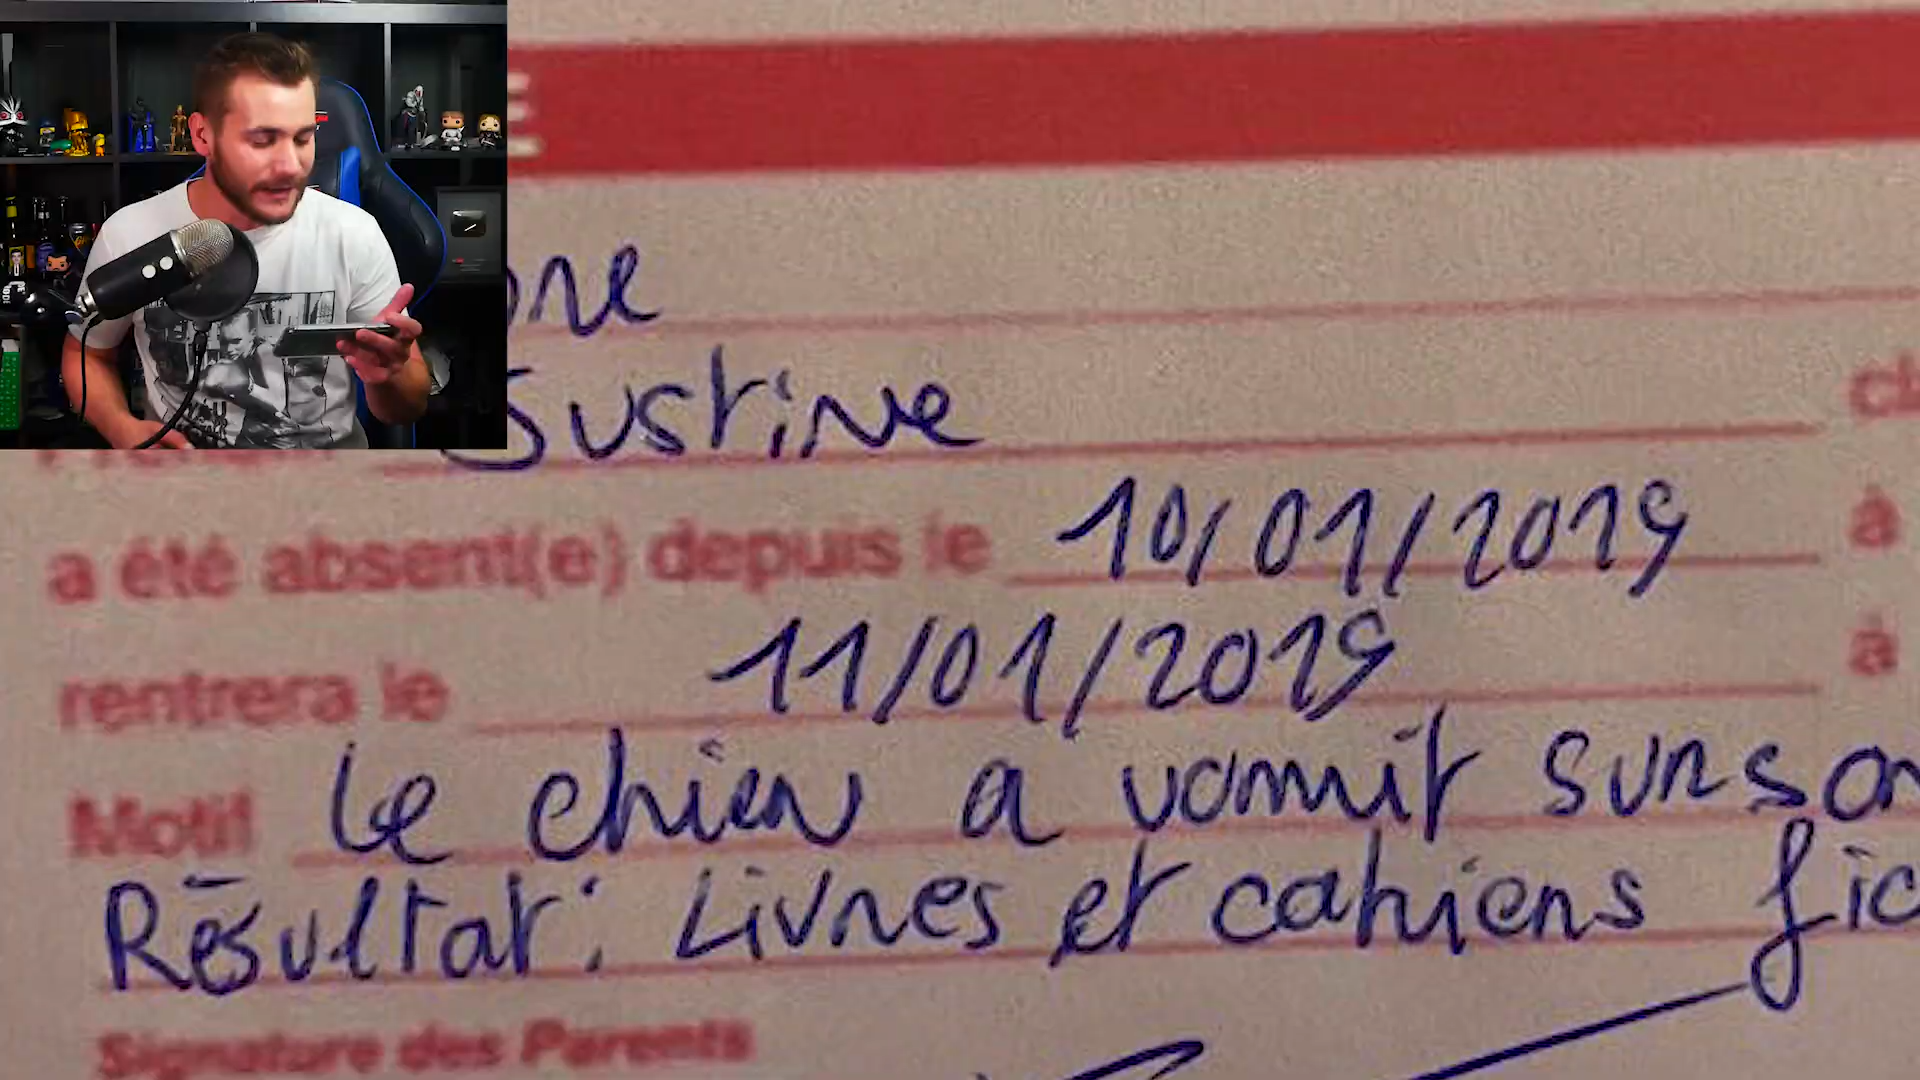 Justine
a été absent(e) depuis le 10/01/2019 à
rentrera le 11/01/2019 à
Motif Le chien a vomit sur son
Résultat : Livres et cahiers
Signature des Parents